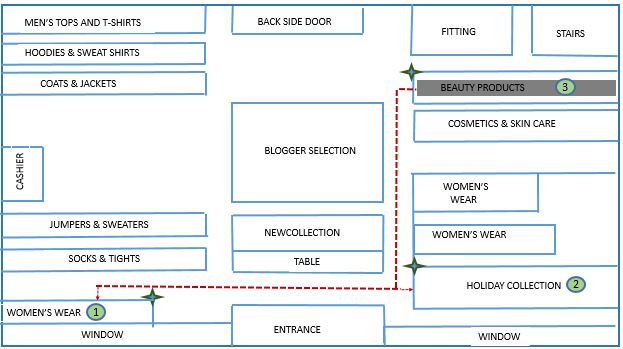 MEN'S TOPS AND T-SHIRTS
BACK SIDE DOOR
FITTING
STAIRS
HOODIES & SWEAT SHIRTS
COATS & JACKETS
BEAUTY PRODUCTS 3
COSMETICS & SKIN CARE
BLOGGER SELECTION
CASHIER
WOMEN'S
WEAR
JUMPERS & SWEATERS
NEWCOLLECTION
WOMEN'S WEAR
SOCKS & TIGHTS
TABLE
HOLIDAY COLLECTION 2
WOMEN'S WEAR 1
WINDOW
ENTRANCE
WINDOW